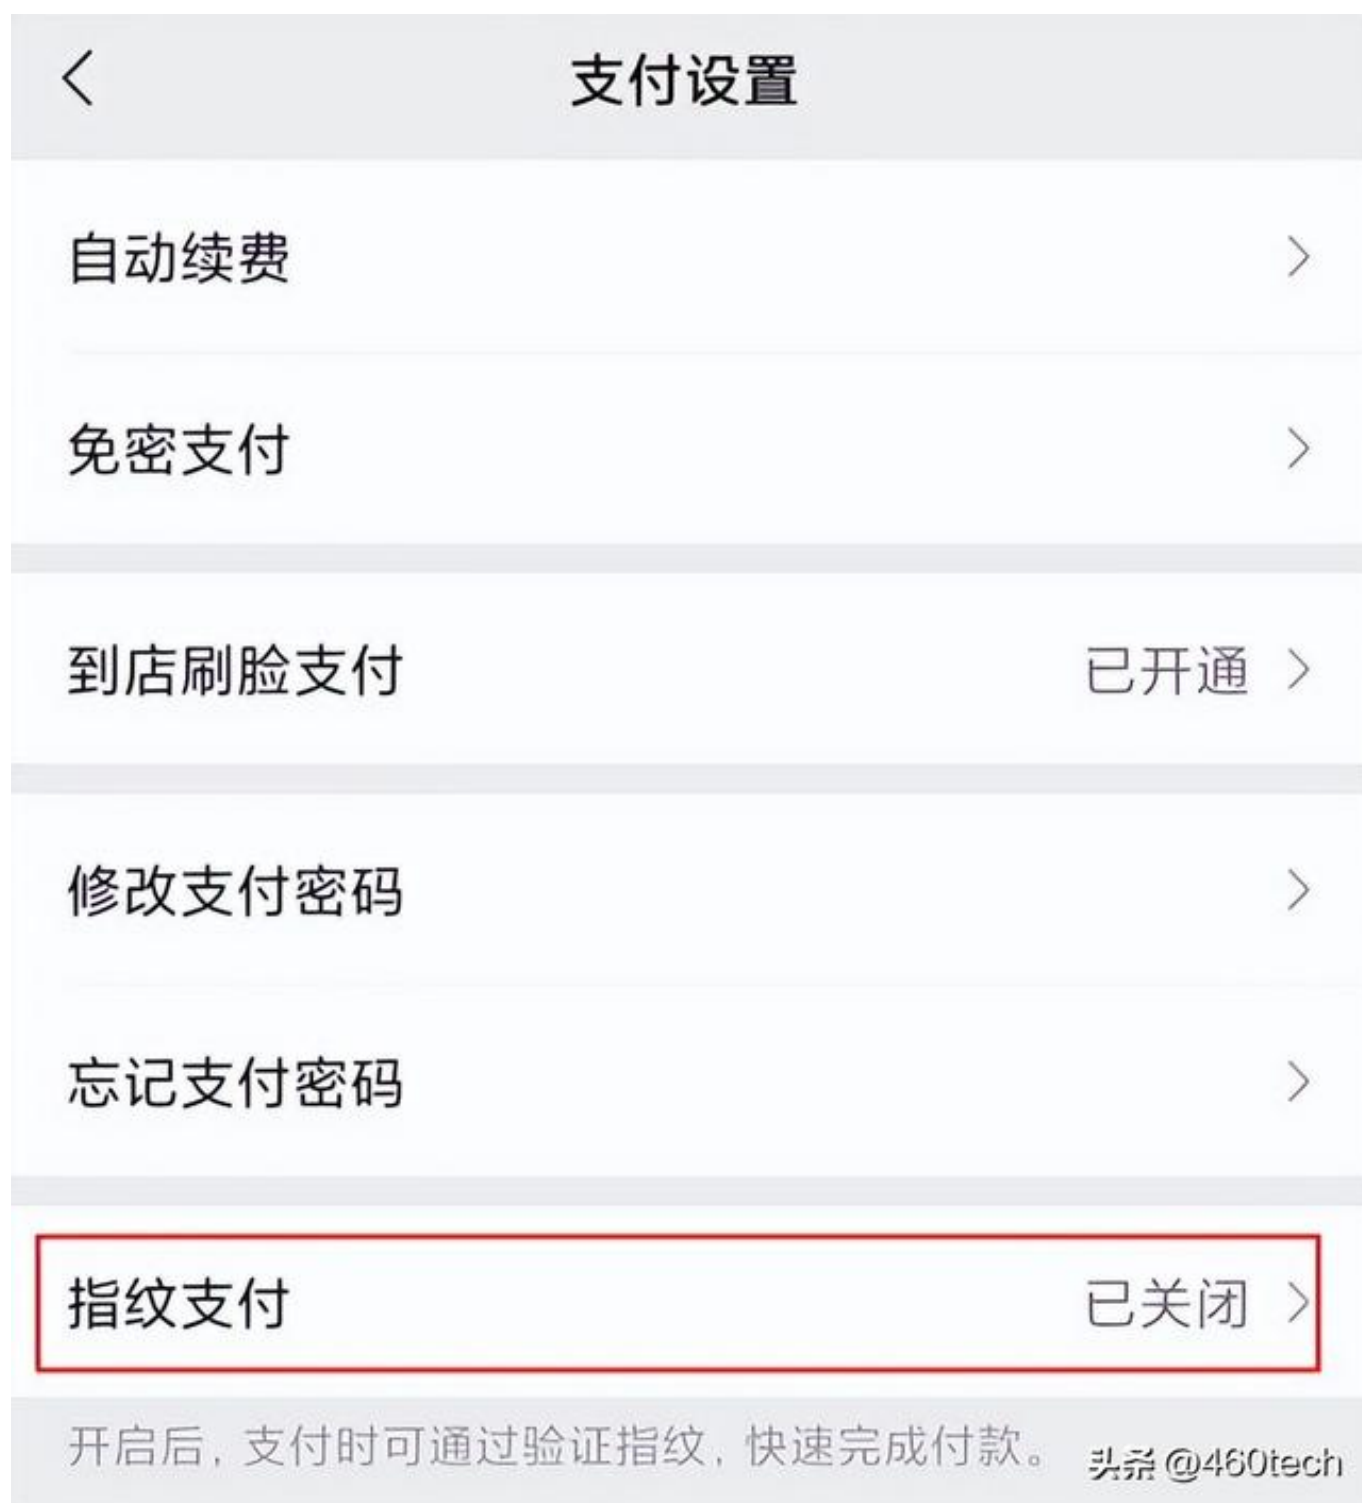 支付设置
自动续费
免密支付
到店刷脸支付 已开通
修改支付密码
忘记支付密码
指纹支付 已关闭
开启后，支付时可通过验证指纹，快速完成付款。
头条 @460tech